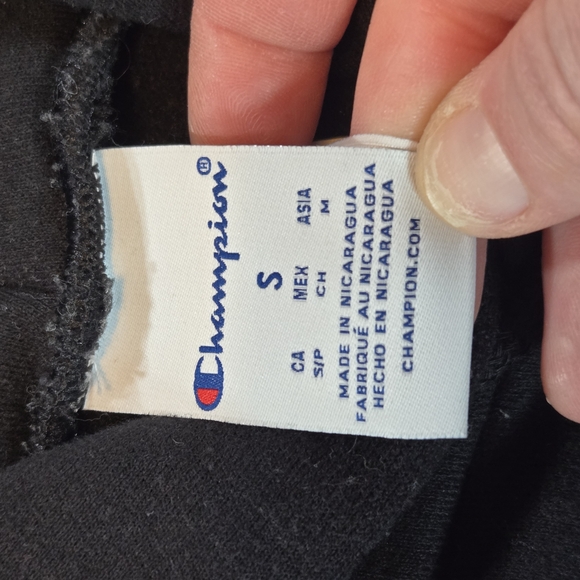 Champion®
S
CA MEX ASIA
S/P CH M
MADE IN NICARAGUA
FABRIQUÉ AU NICARAGUA
HECHO EN NICARAGUA
CHAMPION.COM